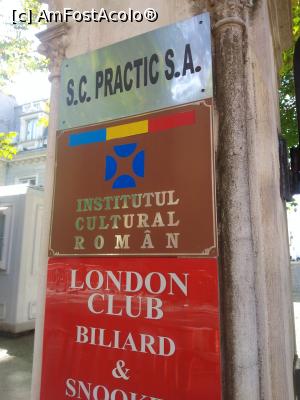 [c] AmFostAcolo®
S.C. PRACTIC S.A.
INSTITUTUL
CULTURAL
ROMÂN
LONDON
CLUB
BILIARD
&